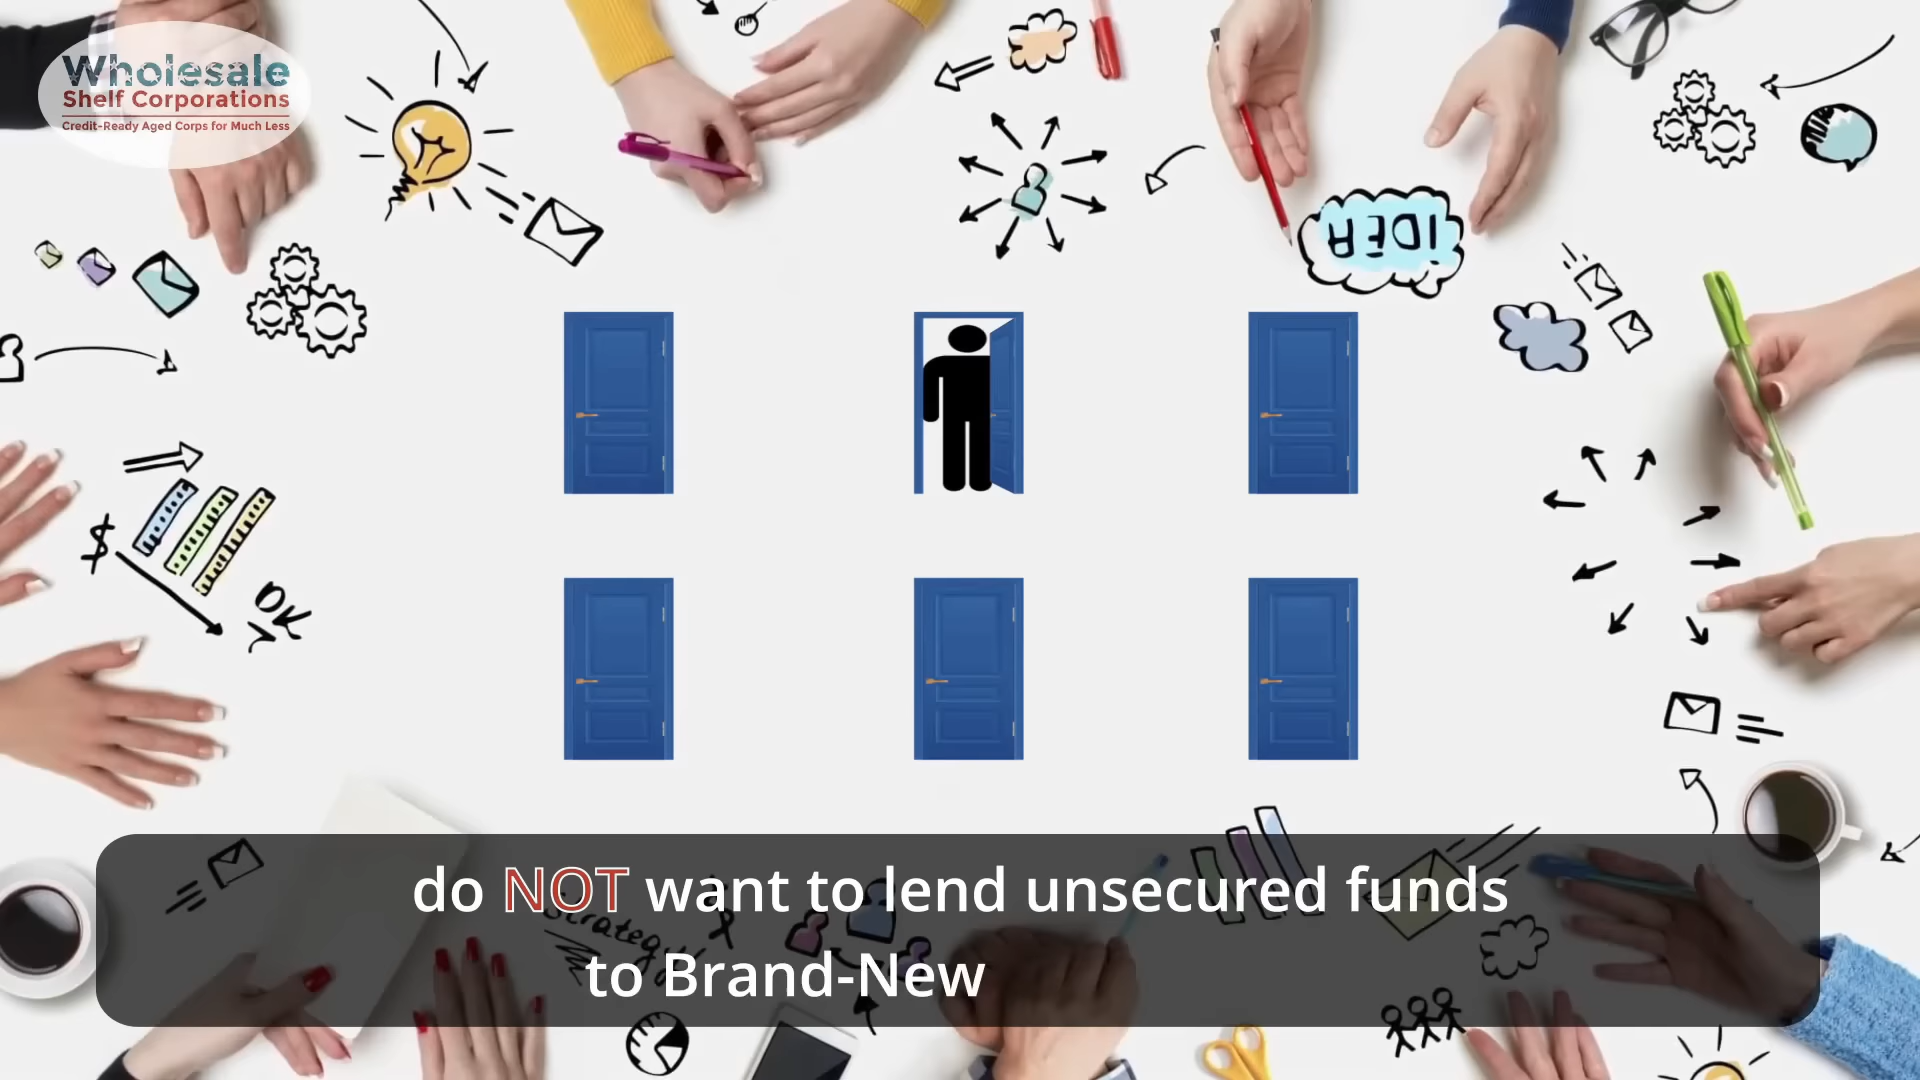 Wholesale
Shelf Corporations
Credit-Ready Aged Corps for Much Less
iDEA
$
OK
do NOT want to lend unsecured funds
Strategy
to Brand-New